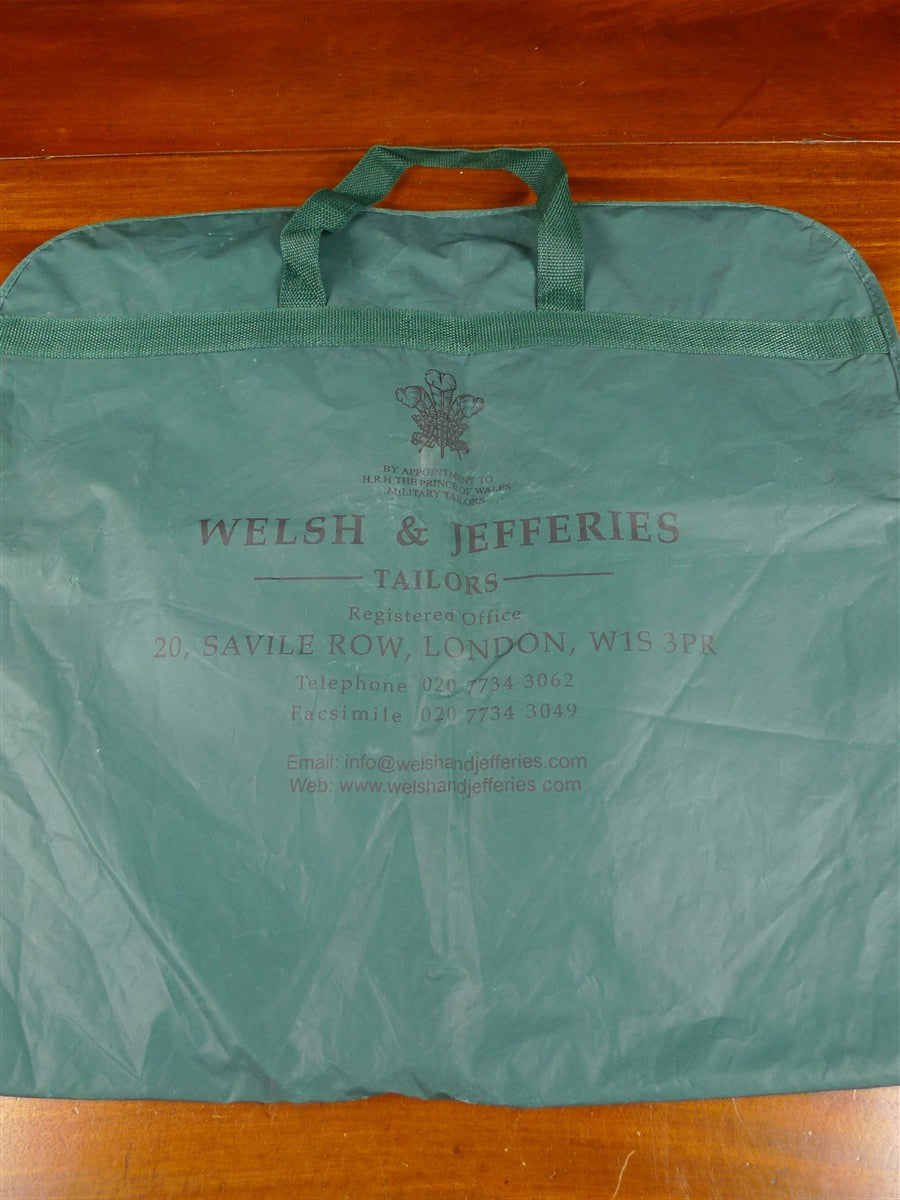 BY APPOINTMENT TO
H.R.H THE PRINCE OF WALES
MILITARY TAILORS
WELSH & JEFFERIES
TAILORS
Registered Office
20, SAVILE ROW, LONDON, W1S 3PR
Telephone 020 7734 3062
Facsimile 020 7734 3049
Email: info@welshandjefferies.com
Web: www.welshandjefferies.com